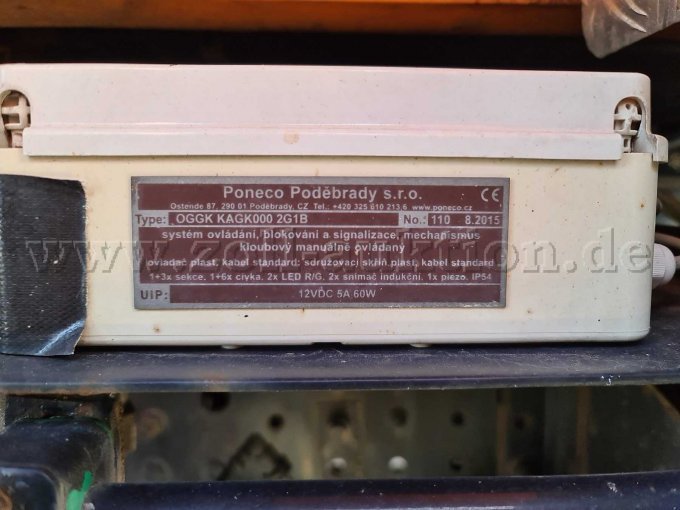 Poneco Poděbrady s.r.o.
Ostende 87, 290 01 Poděbrady, CZ Tel.: +420 325 610 213,6 www.poneco.cz
CE
Type: OGGK KAGK000 2G1B No.: 110 8.2015
systém ovládání, blokování a signalizace, mechanismus
kloubový manuálně ovládany
ovladač plast, kabel standard: sdružovací skříň plast, kabel standard
1+3x sekce, 1+6x cívka, 2x LED R/G, 2x snímač indukční, 1x piezo, IP54
UIP: 12VDC 5A 60W